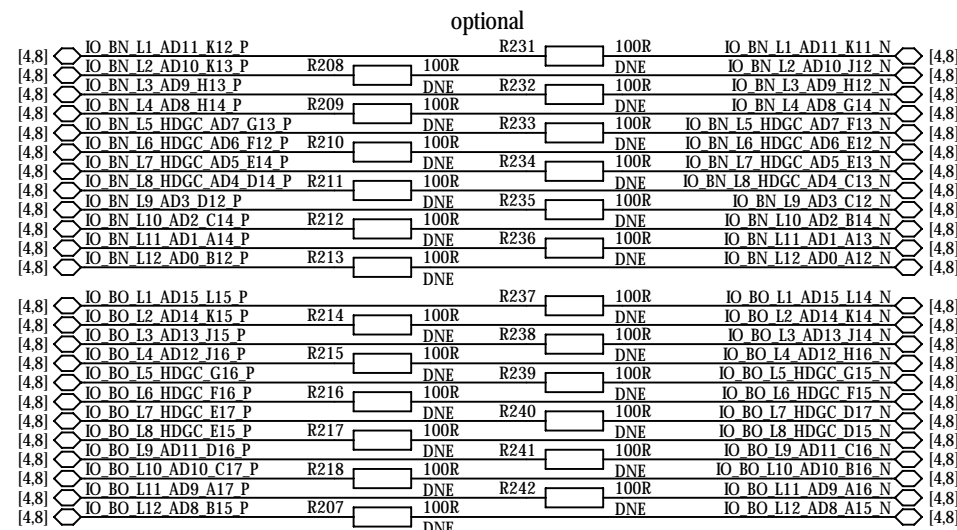 optional
[4,8] IO_BN_L1_AD11_K12_P R231 100R IO_BN_L1_AD11_K11_N [4,8]
[4,8] IO_BN_L2_AD10_K13_P R208 100R DNE IO_BN_L2_AD10_J12_N [4,8]
[4,8] IO_BN_L3_AD9_H13_P DNE R232 100R IO_BN_L3_AD9_H12_N [4,8]
[4,8] IO_BN_L4_AD8_H14_P R209 100R DNE IO_BN_L4_AD8_G14_N [4,8]
[4,8] IO_BN_L5_HDGC_AD7_G13_P DNE R233 100R IO_BN_L5_HDGC_AD7_F13_N [4,8]
[4,8] IO_BN_L6_HDGC_AD6_F12_P R210 100R DNE IO_BN_L6_HDGC_AD6_E12_N [4,8]
[4,8] IO_BN_L7_HDGC_AD5_E14_P DNE R234 100R IO_BN_L7_HDGC_AD5_E13_N [4,8]
[4,8] IO_BN_L8_HDGC_AD4_D14_P R211 100R DNE IO_BN_L8_HDGC_AD4_C13_N [4,8]
[4,8] IO_BN_L9_AD3_D12_P DNE R235 100R IO_BN_L9_AD3_C12_N [4,8]
[4,8] IO_BN_L10_AD2_C14_P R212 100R DNE IO_BN_L10_AD2_B14_N [4,8]
[4,8] IO_BN_L11_AD1_A14_P DNE R236 100R IO_BN_L11_AD1_A13_N [4,8]
[4,8] IO_BN_L12_AD0_B12_P R213 100R DNE IO_BN_L12_AD0_A12_N [4,8]
DNE
[4,8] IO_BO_L1_AD15_L15_P R237 100R IO_BO_L1_AD15_L14_N [4,8]
[4,8] IO_BO_L2_AD14_K15_P R214 100R DNE IO_BO_L2_AD14_K14_N [4,8]
[4,8] IO_BO_L3_AD13_J15_P DNE R238 100R IO_BO_L3_AD13_J14_N [4,8]
[4,8] IO_BO_L4_AD12_J16_P R215 100R DNE IO_BO_L4_AD12_H16_N [4,8]
[4,8] IO_BO_L5_HDGC_G16_P DNE R239 100R IO_BO_L5_HDGC_G15_N [4,8]
[4,8] IO_BO_L6_HDGC_F16_P R216 100R DNE IO_BO_L6_HDGC_F15_N [4,8]
[4,8] IO_BO_L7_HDGC_E17_P DNE R240 100R IO_BO_L7_HDGC_D17_N [4,8]
[4,8] IO_BO_L8_HDGC_E15_P R217 100R DNE IO_BO_L8_HDGC_D15_N [4,8]
[4,8] IO_BO_L9_AD11_D16_P DNE R241 100R IO_BO_L9_AD11_C16_N [4,8]
[4,8] IO_BO_L10_AD10_C17_P R218 100R DNE IO_BO_L10_AD10_B16_N [4,8]
[4,8] IO_BO_L11_AD9_A17_P DNE R242 100R IO_BO_L11_AD9_A16_N [4,8]
[4,8] IO_BO_L12_AD8_B15_P R207 100R DNE IO_BO_L12_AD8_A15_N [4,8]
DNE